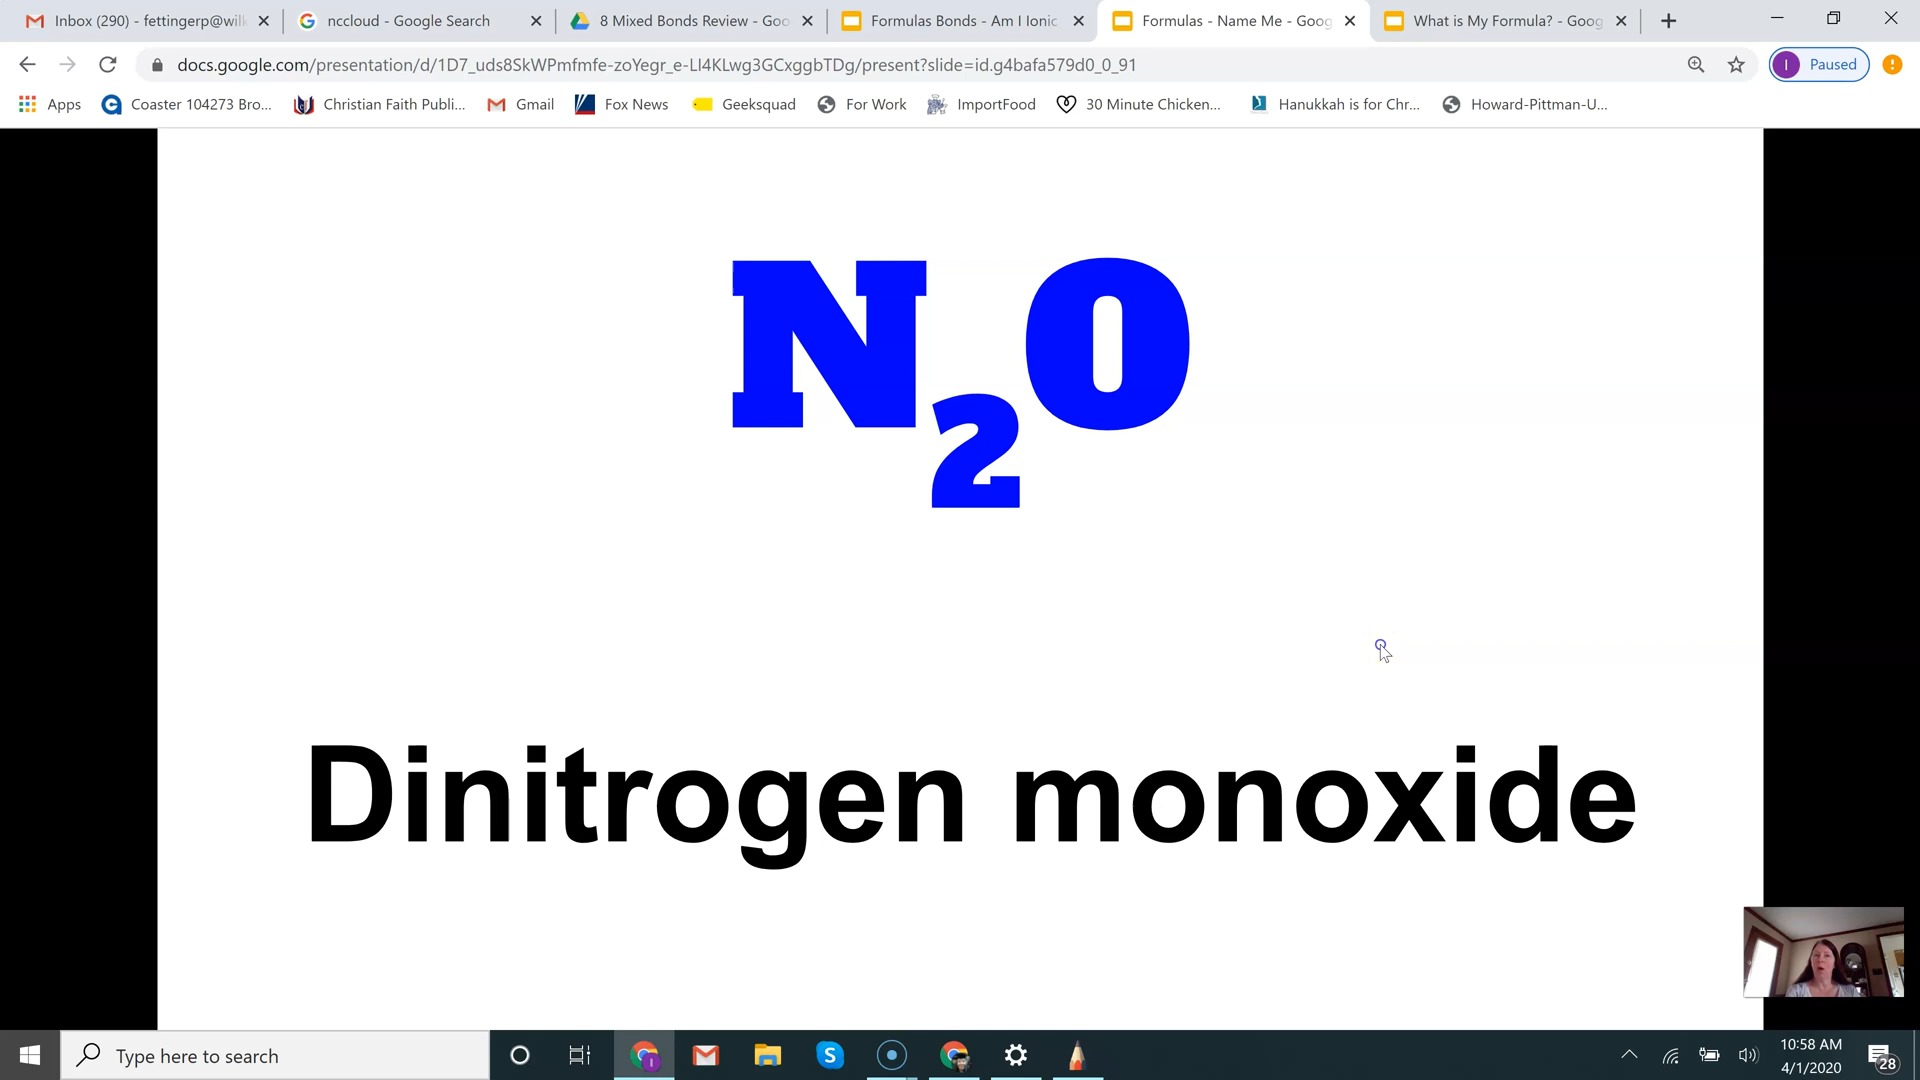 Inbox (290) - fettingerp@wilk
nccloud - Google Search
8 Mixed Bonds Review - Goo
Formulas Bonds - Am I Ionic
Formulas - Name Me - Goog
What is My Formula? - Goog
docs.google.com/presentation/d/1D7_uds8SkWPmfmfe-zoYegr_e-LI4KLwg3GCxggbTDg/present?slide=id.g4bafa579d0_0_91
Paused
Apps
Coaster 104273 Bro...
Christian Faith Publi...
Gmail
Fox News
Geeksquad
For Work
ImportFood
30 Minute Chicken...
Hanukkah is for Chr...
Howard-Pittman-U...
N₂O
Dinitrogen monoxide
Type here to search
10:58 AM
4/1/2020
28